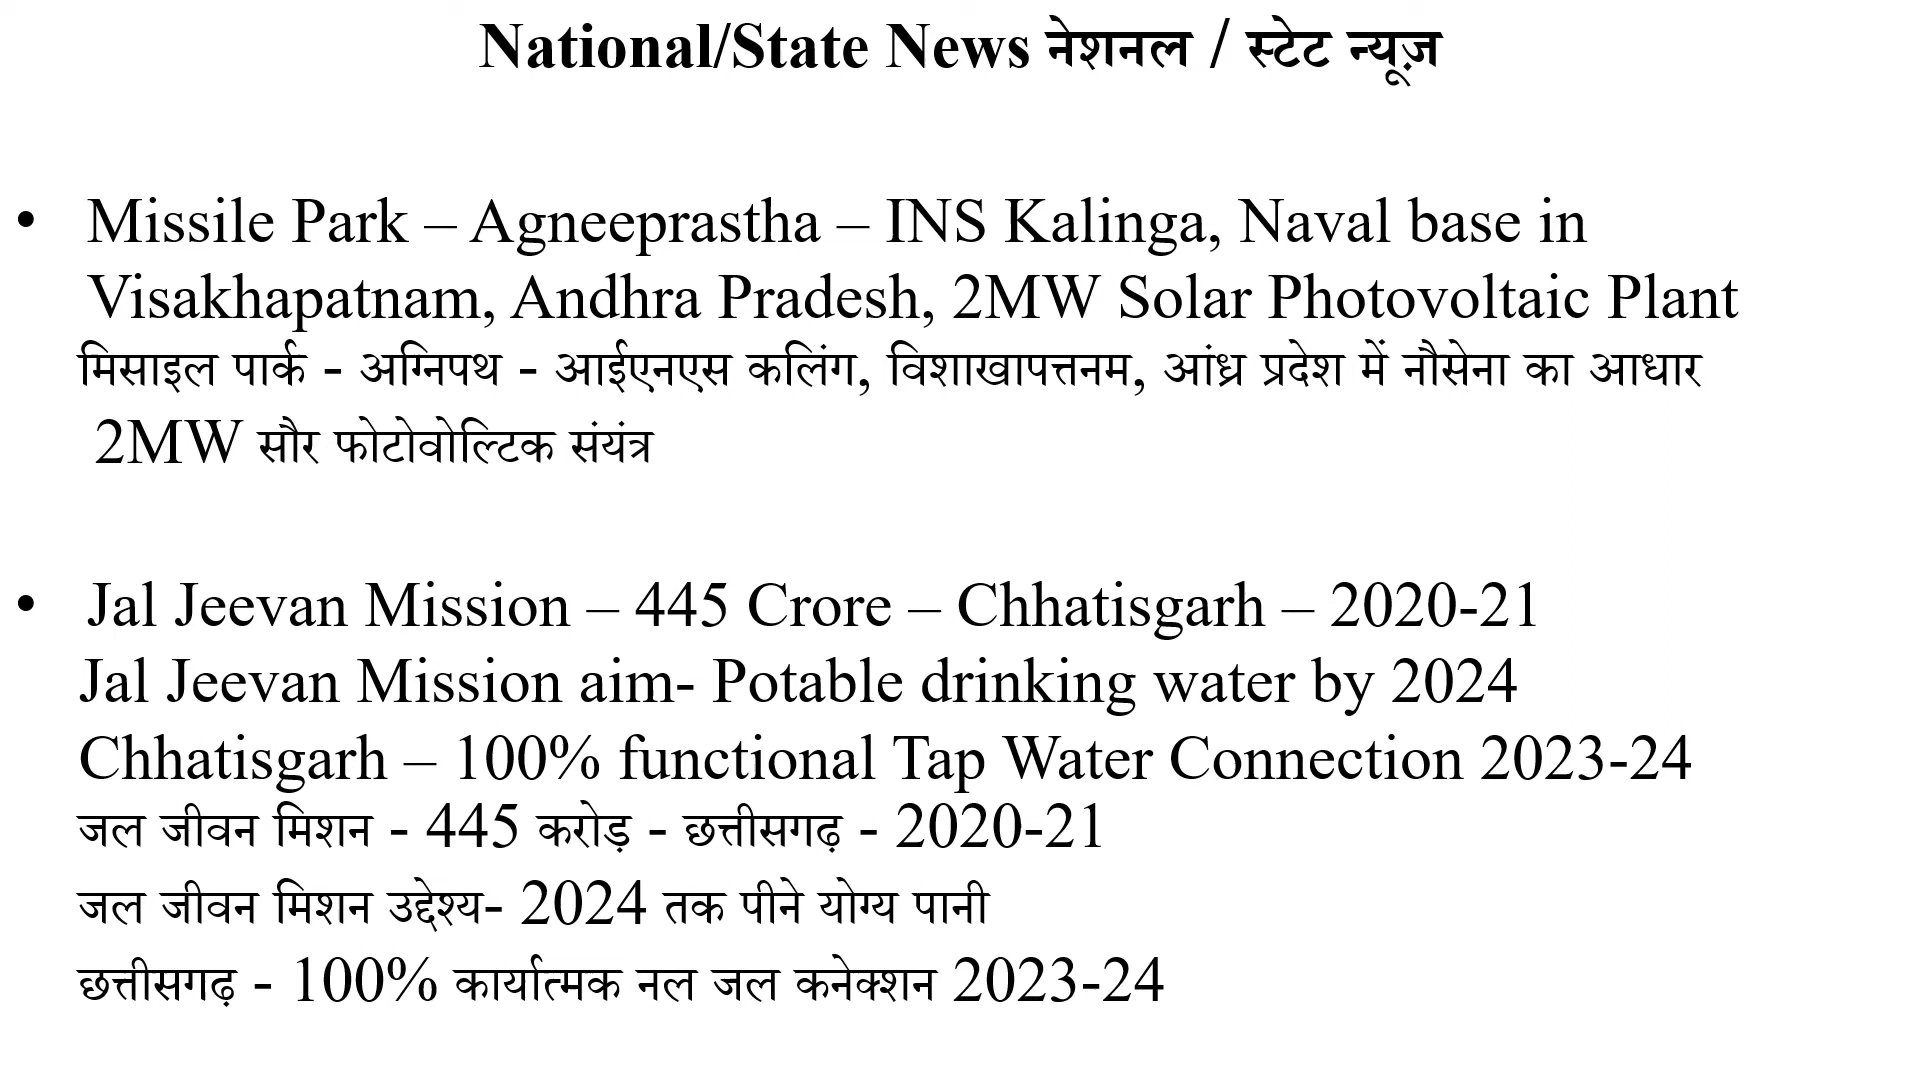 National/State News नेशनल / स्टेट न्यूज़
• Missile Park – Agneeprastha – INS Kalinga, Naval base in
Visakhapatnam, Andhra Pradesh, 2MW Solar Photovoltaic Plant
मिसाइल पार्क - अग्निपथ - आईएनएस कलिंग, विशाखापत्तनम, आंध्र प्रदेश में नौसेना का आधार
2MW सौर फोटोवोल्टिक संयंत्र
• Jal Jeevan Mission – 445 Crore – Chhatisgarh – 2020-21
Jal Jeevan Mission aim- Potable drinking water by 2024
Chhatisgarh – 100% functional Tap Water Connection 2023-24
जल जीवन मिशन - 445 करोड़ - छत्तीसगढ़ - 2020-21
जल जीवन मिशन उद्देश्य- 2024 तक पीने योग्य पानी
छत्तीसगढ़ - 100% कार्यात्मक नल जल कनेक्शन 2023-24